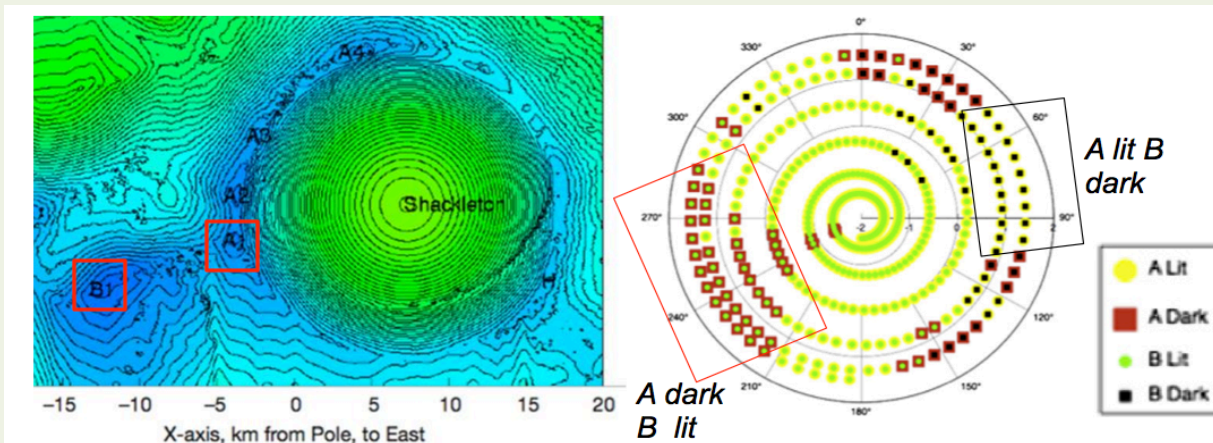 A4
A3
A2
Shackleton
A1
B1
H
-15 -10 -5 0 5 10 15 20
X-axis, km from Pole, to East
0°
330° 30°
300° 60°
270° -2 -1 0 1 2 90°
240° 120°
210° 150°
180°
A lit B
dark
A dark
B lit
A Lit
A Dark
B Lit
B Dark